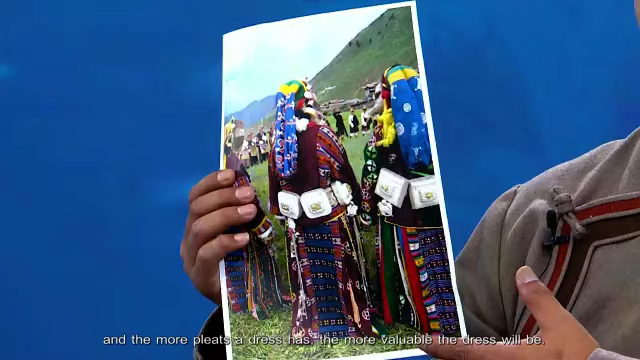 and the more pleats a dress has, the more valuable the dress will be.